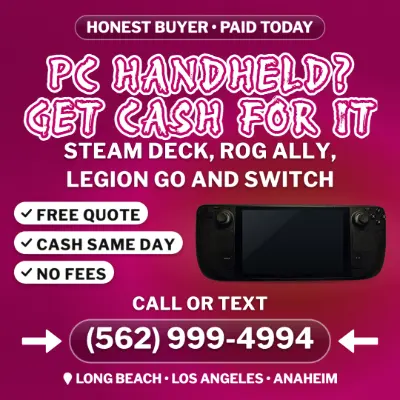 HONEST BUYER • PAID TODAY
PC HANDHELD?
GET CASH FOR IT
STEAM DECK, ROG ALLY,
LEGION GO AND SWITCH
✓ FREE QUOTE
✓ CASH SAME DAY
✓ NO FEES
CALL OR TEXT
(562) 999-4994
LONG BEACH • LOS ANGELES • ANAHEIM